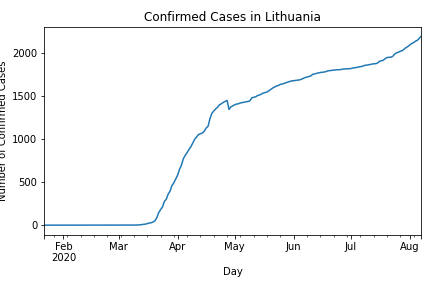 Confirmed Cases in Lithuania
Number of Confirmed Cases
2000
1500
1000
500
0
Feb
2020
Mar
Apr
May
Jun
Jul
Aug
Day